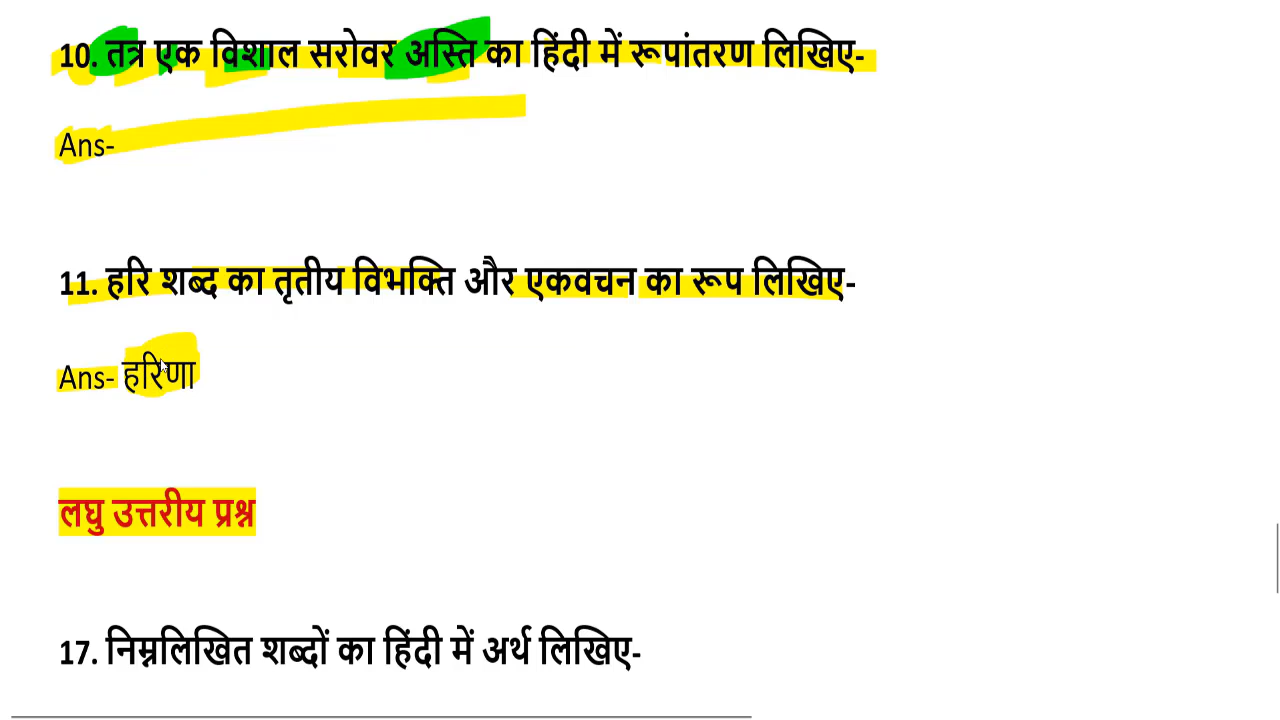 10. तत्र एक विशाल सरोवर अस्ति का हिंदी में रूपांतरण लिखिए-
Ans-
11. हरि शब्द का तृतीय विभक्ति और एकवचन का रूप लिखिए-
Ans- हरिणा
लघु उत्तरीय प्रश्न
17. निम्नलिखित शब्दों का हिंदी में अर्थ लिखिए-